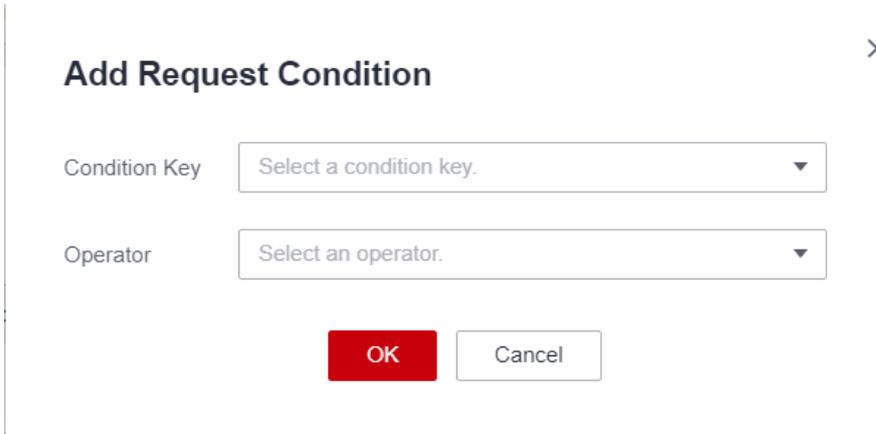 Add Request Condition
Condition Key
Select a condition key.
Operator
Select an operator.
OK
Cancel